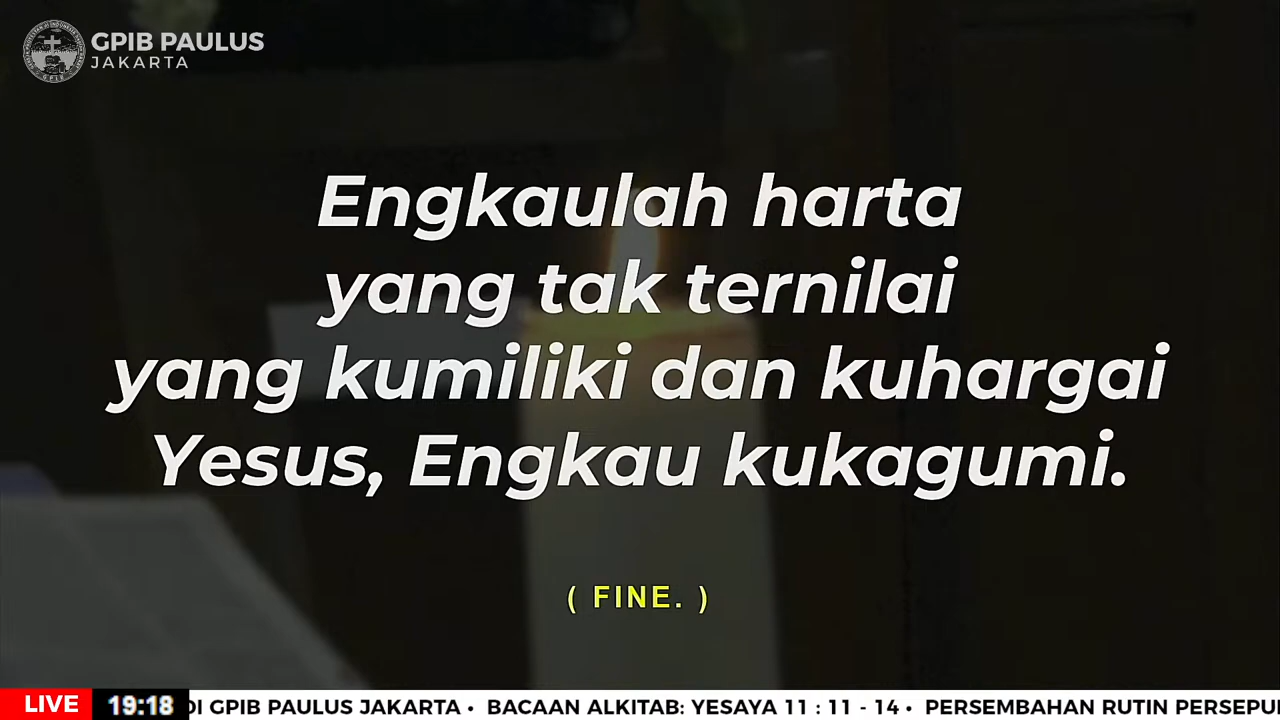 GPIB PAULUS
JAKARTA
Engkaulah harta
yang tak ternilai
yang kumiliki dan kuhargai
Yesus, Engkau kukagumi.
( FINE. )
LIVE 19:18 DI GPIB PAULUS JAKARTA • BACAAN ALKITAB: YESAYA 11 : 11 - 14 • PERSEMBAHAN RUTIN